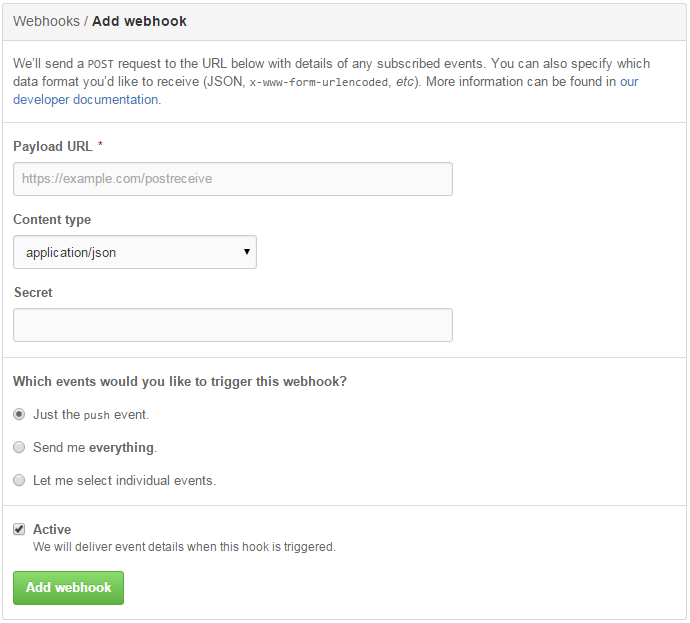 Webhooks / Add webhook
We'll send a POST request to the URL below with details of any subscribed events. You can also specify which
data format you'd like to receive (JSON, x-www-form-urlencoded, etc). More information can be found in our
developer documentation.
Payload URL *
https://example.com/postreceive
Content type
application/json
Secret
Which events would you like to trigger this webhook?
Just the push event.
Send me everything.
Let me select individual events.
Active
We will deliver event details when this hook is triggered.
Add webhook